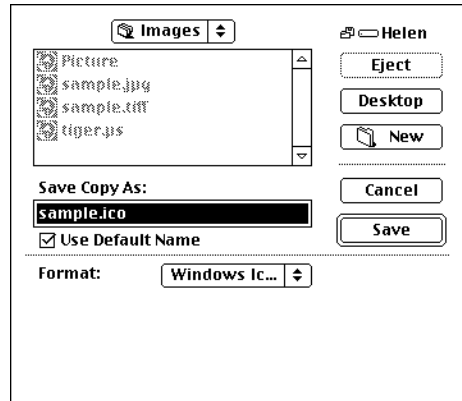 Images
Helen
Picture
sample.jpg
sample.tiff
tiger.ps
Eject
Desktop
New
Save Copy As:
sample.ico
Use Default Name
Cancel
Save
Format:
Windows Ic...